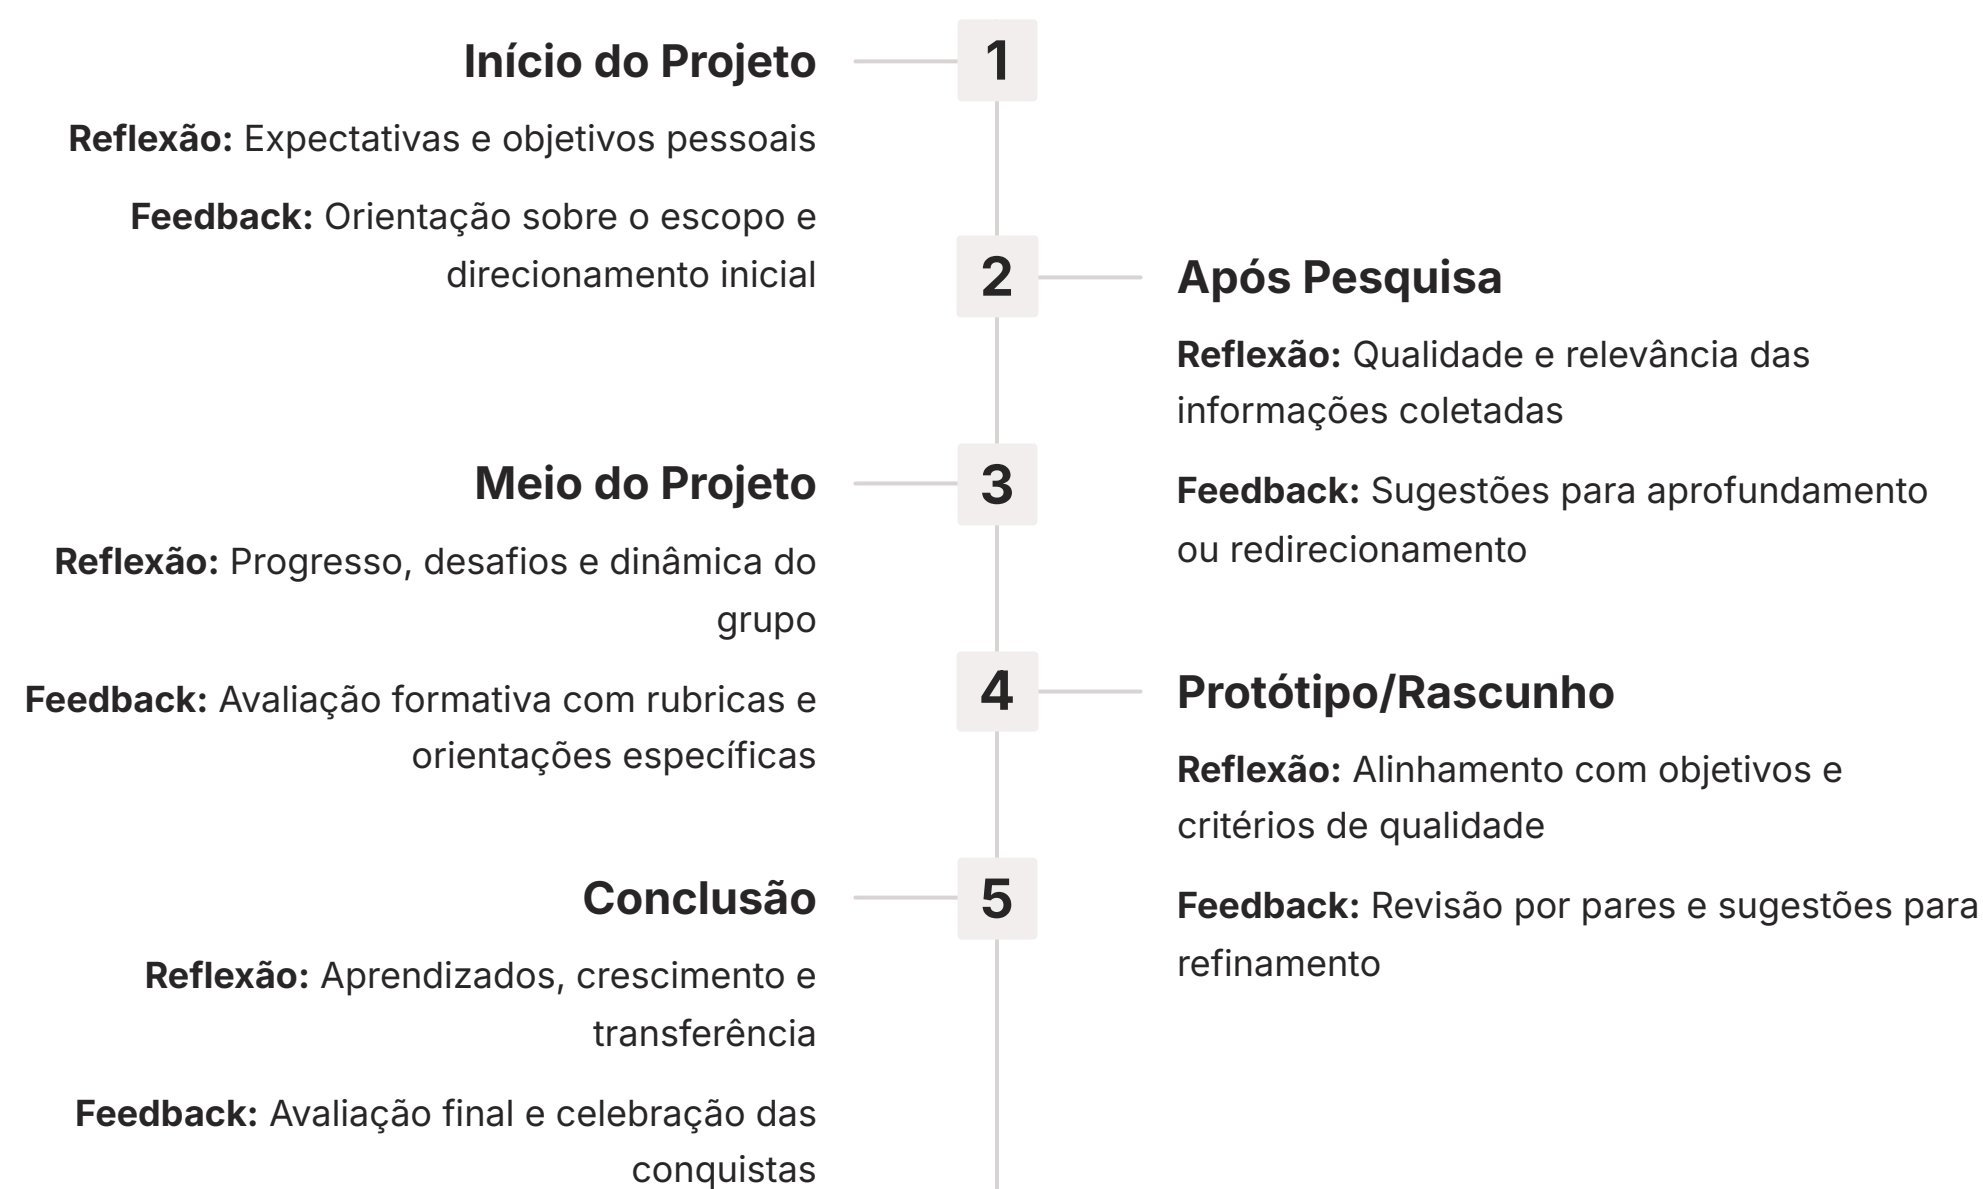 1
Início do Projeto
Reflexão: Expectativas e objetivos pessoais
Feedback: Orientação sobre o escopo e
direcionamento inicial
2
Após Pesquisa
Reflexão: Qualidade e relevância das
informações coletadas
Feedback: Sugestões para aprofundamento
ou redirecionamento
3
Meio do Projeto
Reflexão: Progresso, desafios e dinâmica do
grupo
Feedback: Avaliação formativa com rubricas e
orientações específicas
4
Protótipo/Rascunho
Reflexão: Alinhamento com objetivos e
critérios de qualidade
Feedback: Revisão por pares e sugestões para
refinamento
5
Conclusão
Reflexão: Aprendizados, crescimento e
transferência
Feedback: Avaliação final e celebração das
conquistas